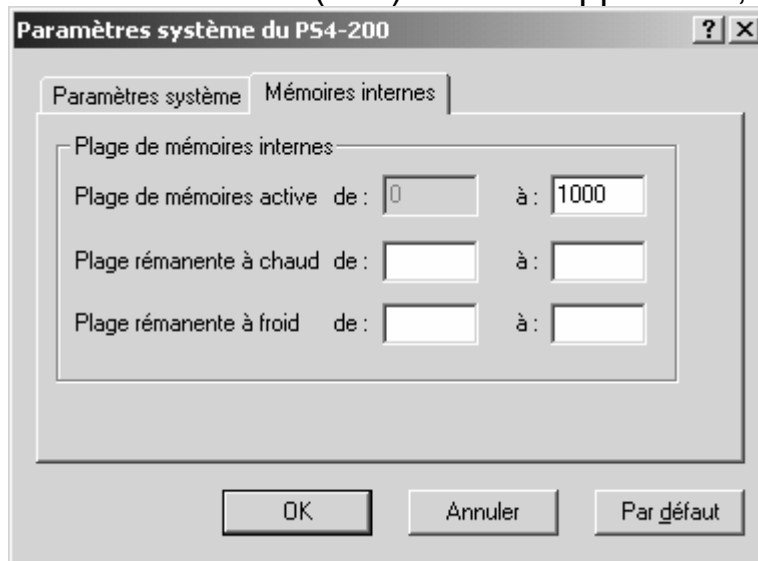 Paramètres système du PS4-200
Paramètres système Mémoires internes
Plage de mémoires internes
Plage de mémoires active de : 0 à : 1000
Plage rémanente à chaud de : à :
Plage rémanente à froid de : à :
OK Annuler Par défaut